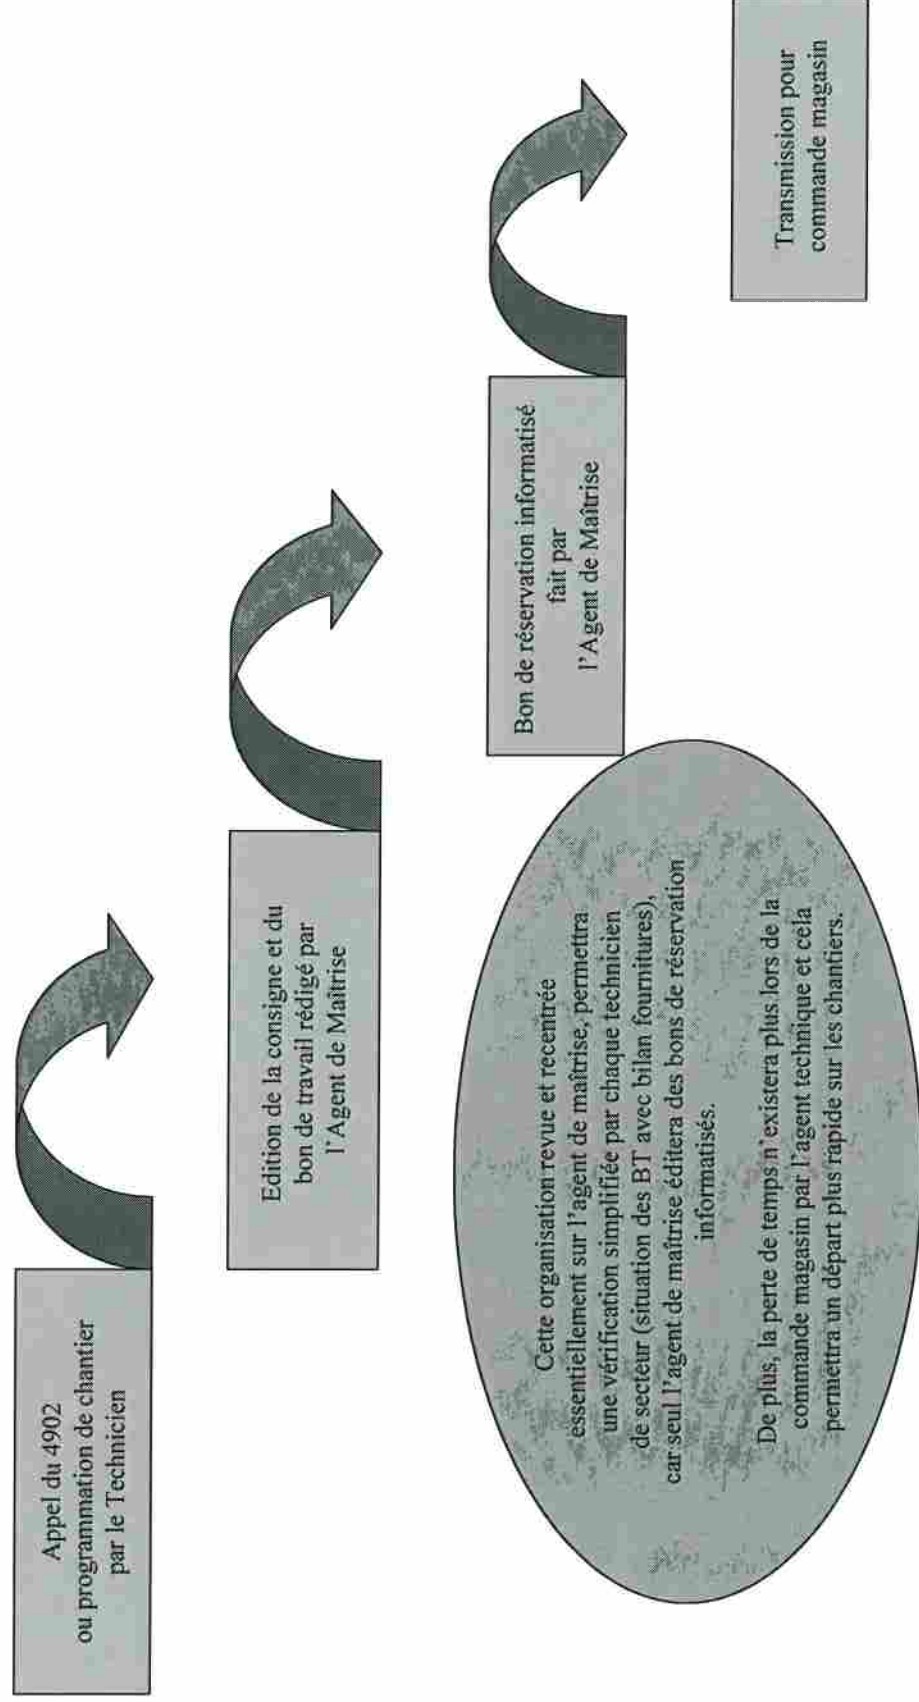 Appel du 4902
ou programmation de chantier
par le Technicien
Edition de la consigne et du
bon de travail rédigé par
l'Agent de Maîtrise
Bon de réservation informatisé
fait par
l'Agent de Maîtrise
Transmission pour
commande magasin
Cette organisation revue et recentrée
essentiellement sur l'agent de maîtrise, permettra
une vérification simplifiée par chaque technicien
de secteur (situation des BT avec bilan fournitures),
car seul l'agent de maîtrise éditera des bons de réservation
informatisés.
De plus, la perte de temps n'existera plus lors de la
commande magasin par l'agent technique et cela
permettra un départ plus rapide sur les chantiers.